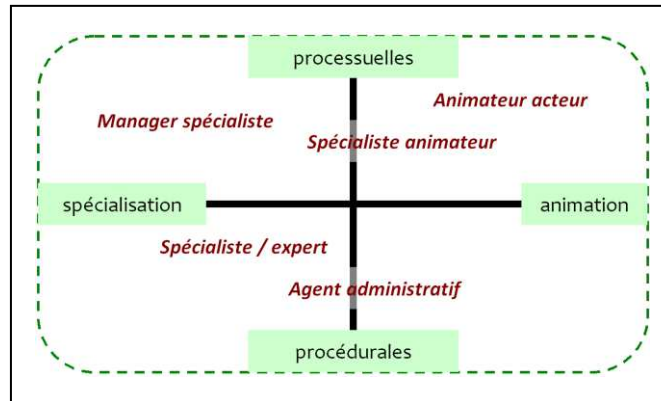 processuelles
Animateur acteur
Manager spécialiste
Spécialiste animateur
spécialisation
animation
Spécialiste / expert
Agent administratif
procédurales